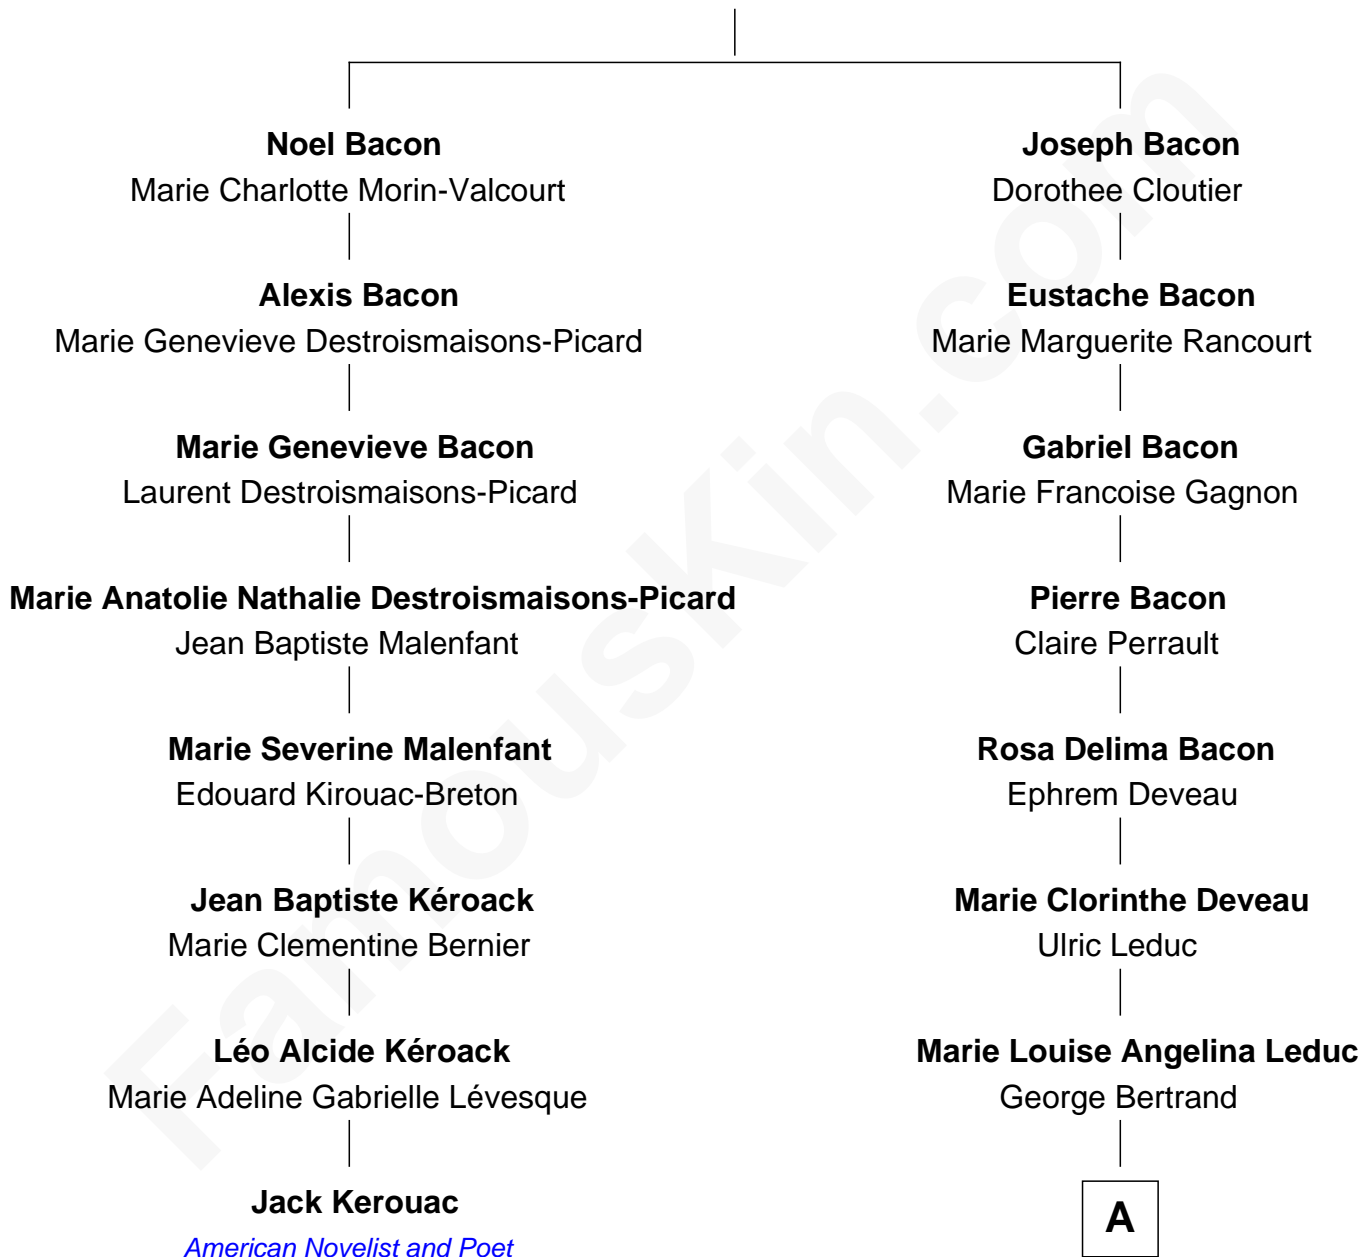 Noel Bacon
Marie Charlotte Morin-Valcourt
Joseph Bacon
Dorothee Cloutier
Alexis Bacon
Marie Genevieve Destroismaisons-Picard
Eustache Bacon
Marie Marguerite Rancourt
Marie Genevieve Bacon
Laurent Destroismaisons-Picard
Gabriel Bacon
Marie Francoise Gagnon
Marie Anatolie Nathalie Destroismaisons-Picard
Jean Baptiste Malenfant
Pierre Bacon
Claire Perrault
Marie Severine Malenfant
Edouard Kirouac-Breton
Rosa Delima Bacon
Ephrem Deveau
Jean Baptiste Kéroack
Marie Clementine Bernier
Marie Clorinthe Deveau
Ulric Leduc
Léo Alcide Kéroack
Marie Adeline Gabrielle Lévesque
Marie Louise Angelina Leduc
George Bertrand
Jack Kerouac
American Novelist and Poet
A
FamousKin.com